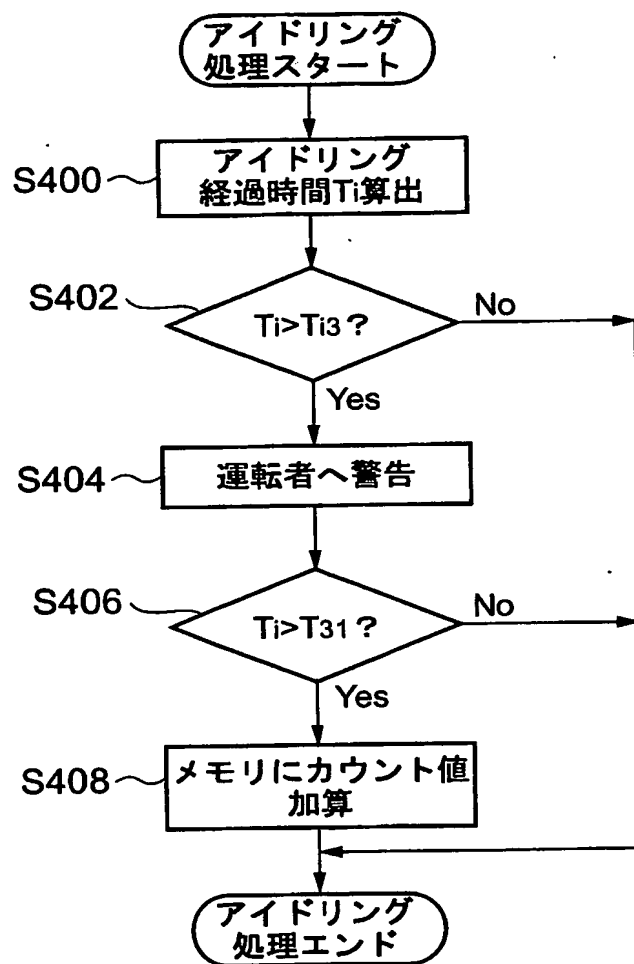 アイドリング
処理スタート
S400
アイドリング
経過時間Ti算出
S402
Ti>Ti3?
No
Yes
S404
運転者へ警告
S406
Ti>T31?
No
Yes
S408
メモリにカウント値
加算
アイドリング
処理エンド